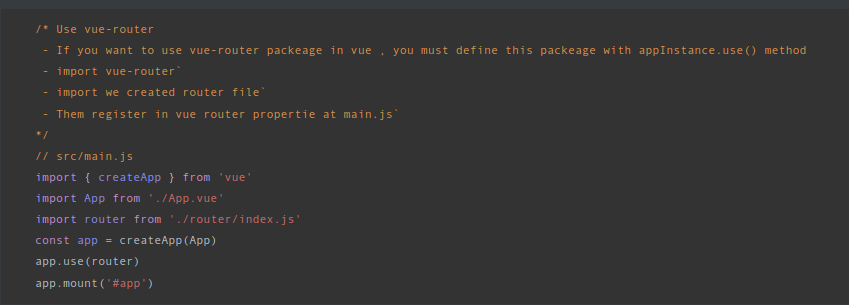 /* Use vue-router
- If you want to use vue-router packeage in vue , you must define this packeage with appInstance.use() method
- import vue-router`
- import we created router file`
- Them register in vue router propertie at main.js`
*/
// src/main.js
import { createApp } from 'vue'
import App from './App.vue'
import router from './router/index.js'
const app = createApp(App)
app.use(router)
app.mount('#app')